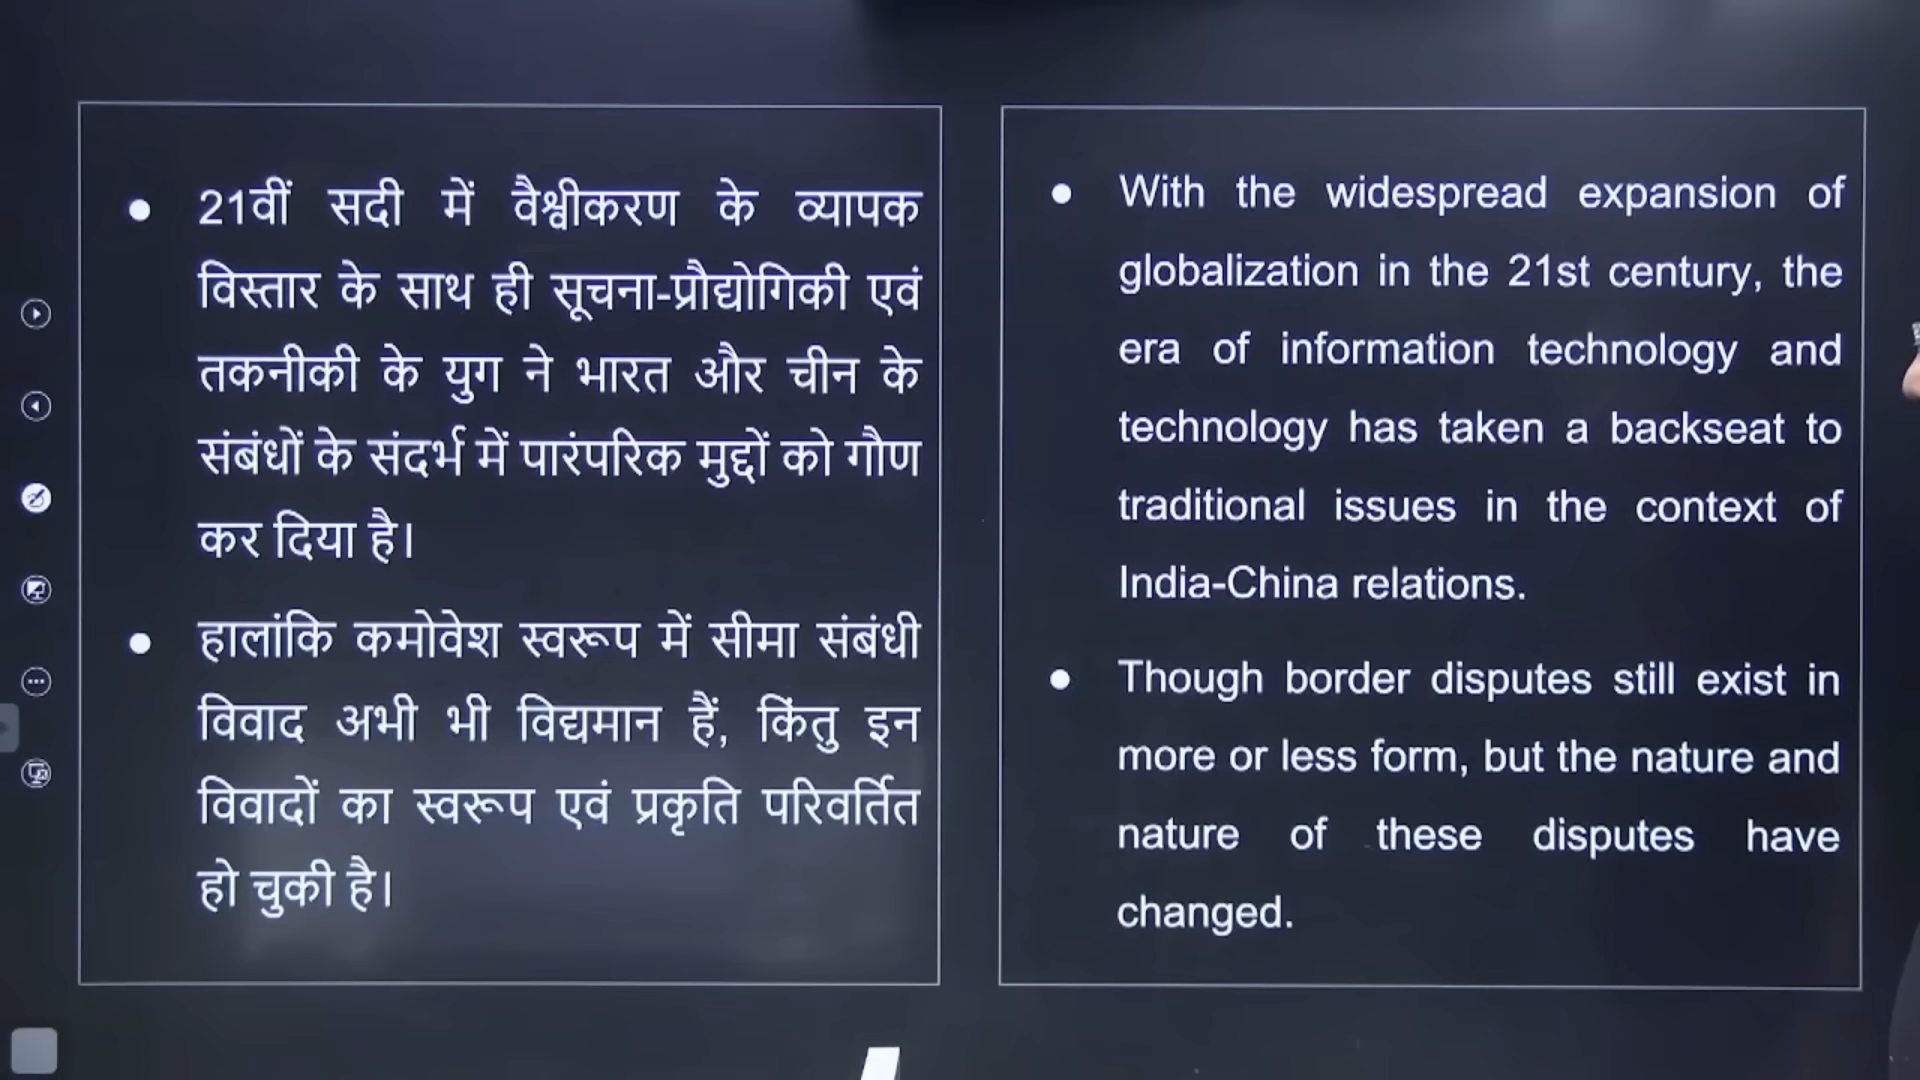 21वीं सदी में वैश्वीकरण के व्यापक
विस्तार के साथ ही सूचना-प्रौद्योगिकी एवं
तकनीकी के युग ने भारत और चीन के
संबंधों के संदर्भ में पारंपरिक मुद्दों को गौण
कर दिया है।
हालांकि कमोवेश स्वरूप में सीमा संबंधी
विवाद अभी भी विद्यमान हैं, किंतु इन
विवादों का स्वरूप एवं प्रकृति परिवर्तित
हो चुकी है।
With the widespread expansion of
globalization in the 21st century, the
era of information technology and
technology has taken a backseat to
traditional issues in the context of
India-China relations.
Though border disputes still exist in
more or less form, but the nature and
nature of these disputes have
changed.